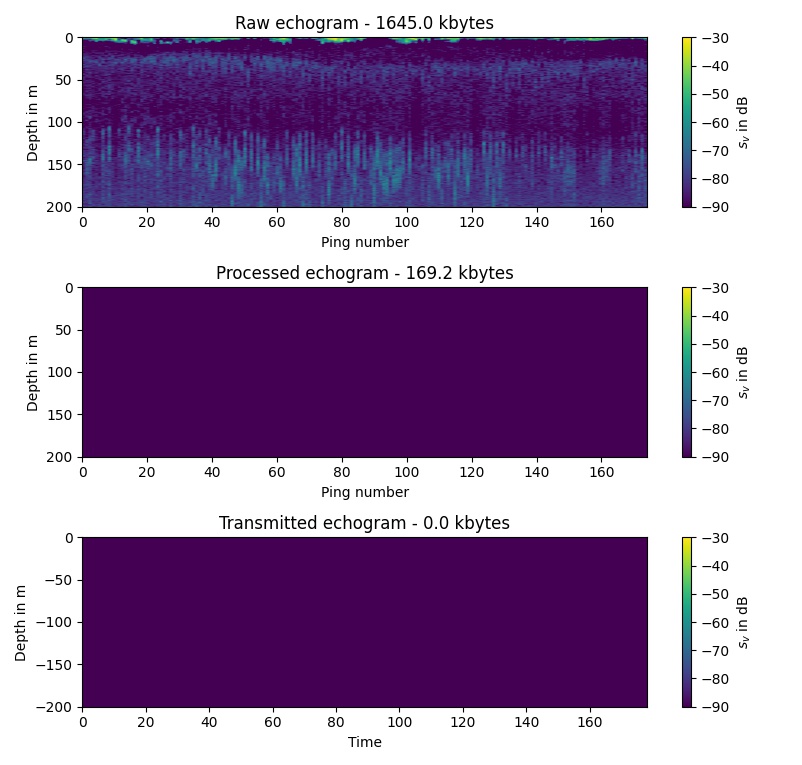 Raw echogram - 1645.0 kbytes
0
50
100
150
200
Depth in m
0 20 40 60 80 100 120 140 160
Ping number
−30
−40
−50
−60
−70
−80
−90
sv in dB
Processed echogram - 169.2 kbytes
0
50
100
150
200
Depth in m
0 20 40 60 80 100 120 140 160
Ping number
−30
−40
−50
−60
−70
−80
−90
sv in dB
Transmitted echogram - 0.0 kbytes
0
−50
−100
−150
−200
Depth in m
0 20 40 60 80 100 120 140 160
Time
−30
−40
−50
−60
−70
−80
−90
sv in dB